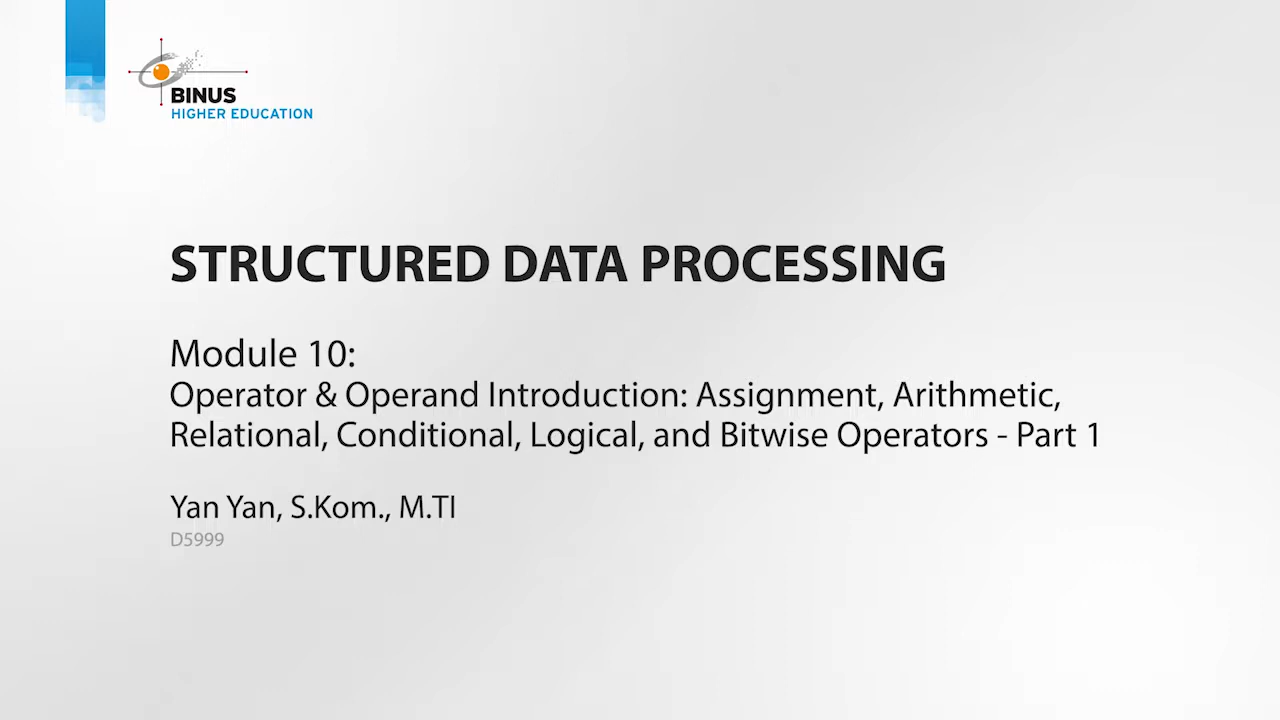 BINUS
HIGHER EDUCATION
STRUCTURED DATA PROCESSING
Module 10:
Operator & Operand Introduction: Assignment, Arithmetic,
Relational, Conditional, Logical, and Bitwise Operators - Part 1
Yan Yan, S.Kom., M.TI
D5999